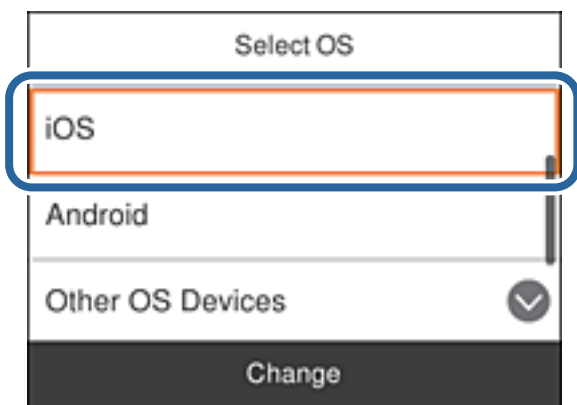 Select OS
iOS
Android
Other OS Devices
Change